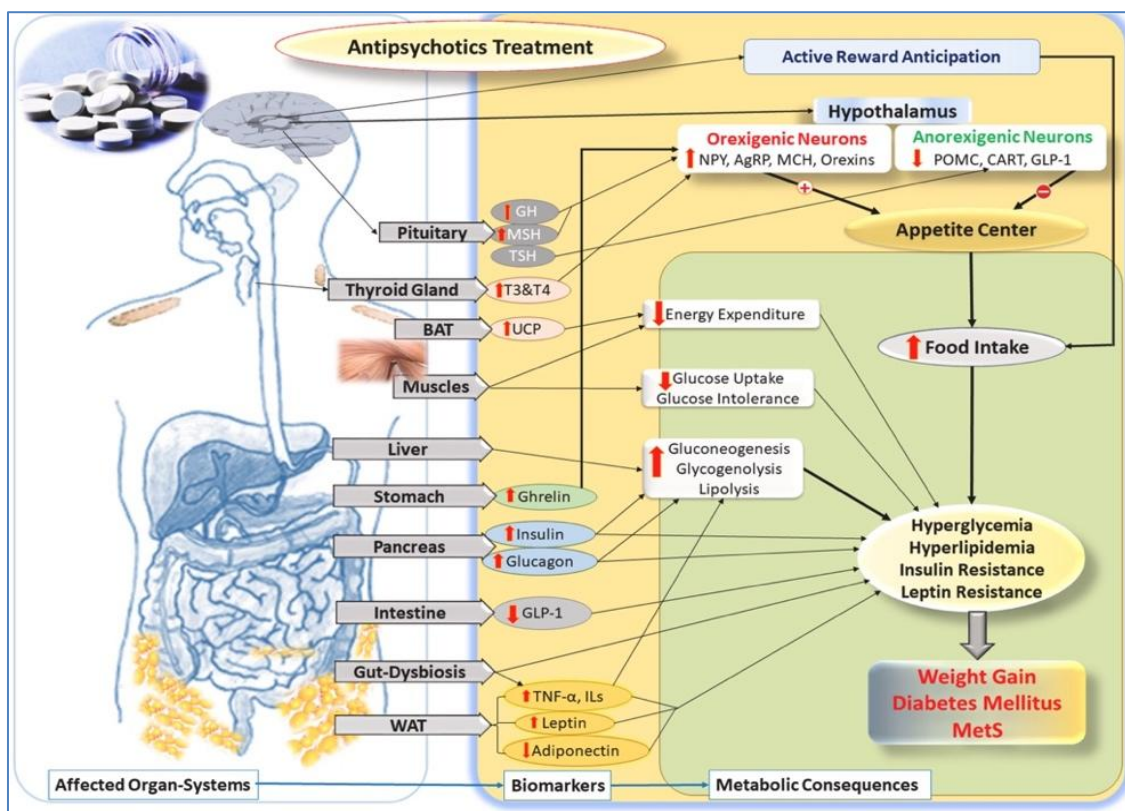 Antipsychotics Treatment
Active Reward Anticipation
Hypothalamus
Orexigenic Neurons
NPY, AgRP, MCH, Orexins
Anorexigenic Neurons
POMC, CART, GLP-1
Appetite Center
Pituitary
GH
MSH
TSH
Thyroid Gland
T3&T4
BAT
UCP
Energy Expenditure
Food Intake
Muscles
Glucose Uptake
Glucose Intolerance
Liver
Gluconeogenesis
Glycogenolysis
Lipolysis
Stomach
Ghrelin
Pancreas
Insulin
Glucagon
Hyperglycemia
Hyperlipidemia
Insulin Resistance
Leptin Resistance
Intestine
GLP-1
Gut-Dysbiosis
TNF-α, ILs
WAT
Leptin
Adiponectin
Weight Gain
Diabetes Mellitus
MetS
Affected Organ-Systems
Biomarkers
Metabolic Consequences